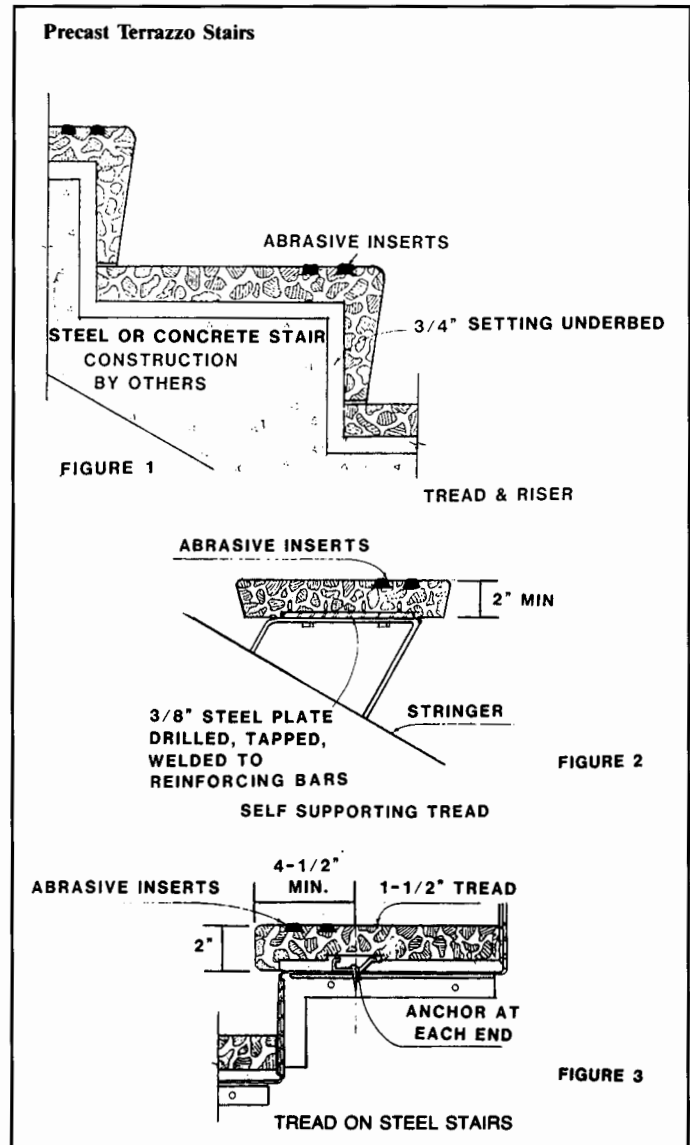 Precast Terrazzo Stairs
ABRASIVE INSERTS
3/4" SETTING UNDERBED
STEEL OR CONCRETE STAIR
CONSTRUCTION
BY OTHERS
FIGURE 1
TREAD & RISER
ABRASIVE INSERTS
2" MIN
3/8" STEEL PLATE
DRILLED, TAPPED,
WELDED TO
REINFORCING BARS
STRINGER
FIGURE 2
SELF SUPPORTING TREAD
4-1/2"
MIN.
ABRASIVE INSERTS
1-1/2" TREAD
2"
ANCHOR AT
EACH END
FIGURE 3
TREAD ON STEEL STAIRS